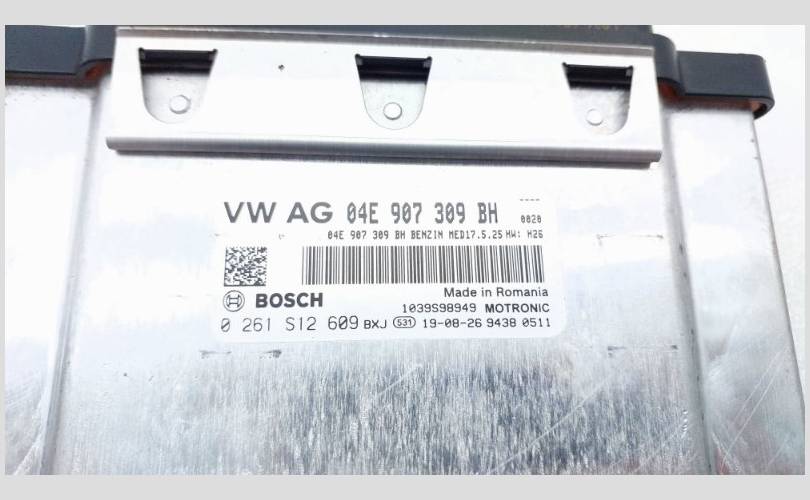 VW AG 04E 907 309 BH
----
0020
04E 907 309 BH BENZIN MED17.5.25 HW: H26
Made in Romania
BOSCH
1039S98949 MOTRONIC
0 261 S12 609 BXJ 531 19-08-26 9438 0511